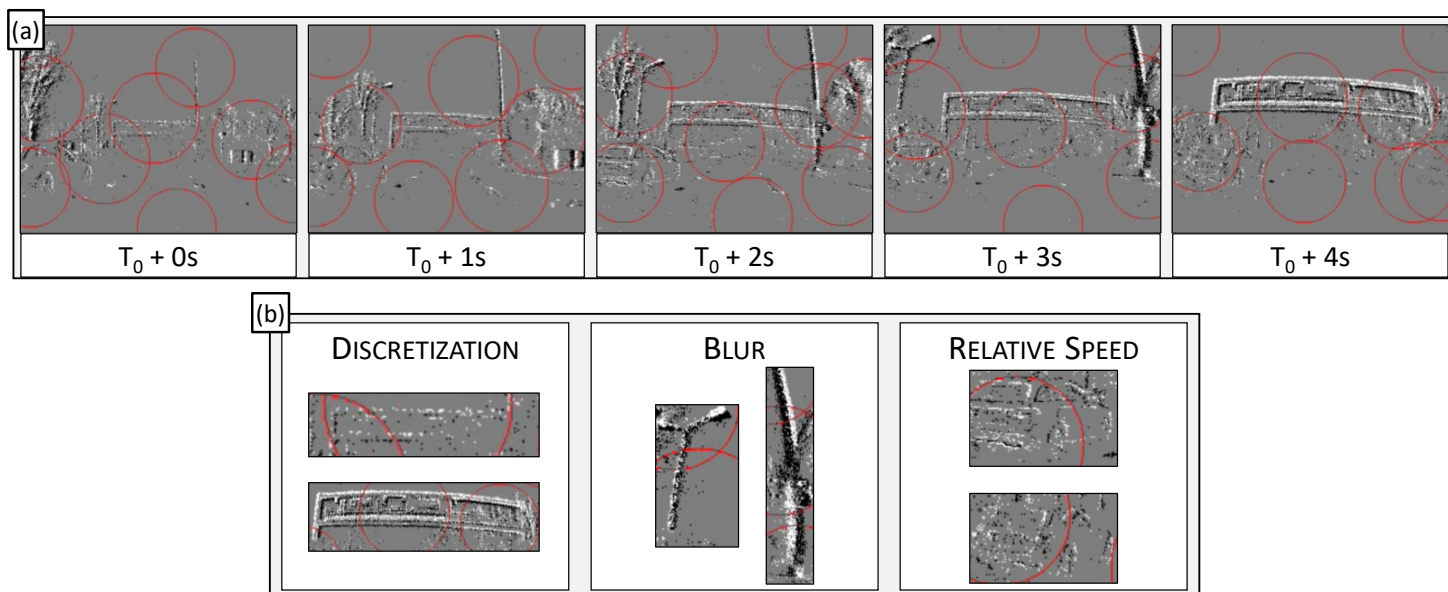 (a)
T0 + 0s
T0 + 1s
T0 + 2s
T0 + 3s
T0 + 4s
(b)
DISCRETIZATION
BLUR
RELATIVE SPEED